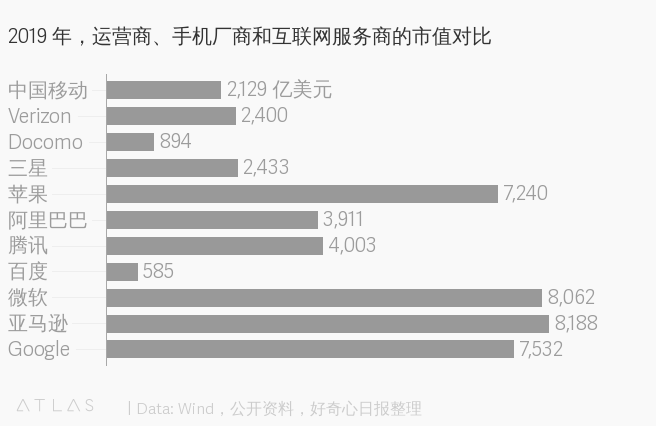 2019 年，运营商、手机厂商和互联网服务商的市值对比
中国移动 2,129 亿美元
Verizon 2,400
Docomo 894
三星 2,433
苹果 7,240
阿里巴巴 3,911
腾讯 4,003
百度 585
微软 8,062
亚马逊 8,188
Google 7,532
ATLAS | Data: Wind，公开资料，好奇心日报整理